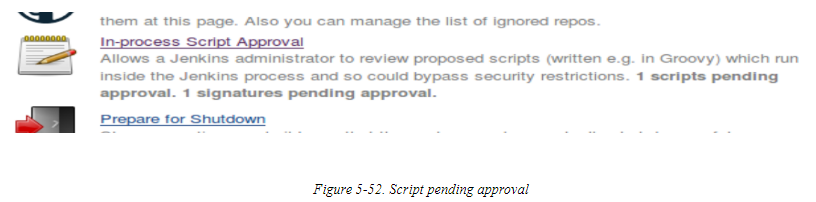 them at this page. Also you can manage the list of ignored repos.
In-process Script Approval
Allows a Jenkins administrator to review proposed scripts (written e.g. in Groovy) which run
inside the Jenkins process and so could bypass security restrictions. 1 scripts pending
approval. 1 signatures pending approval.
Prepare for Shutdown
Figure 5-52. Script pending approval